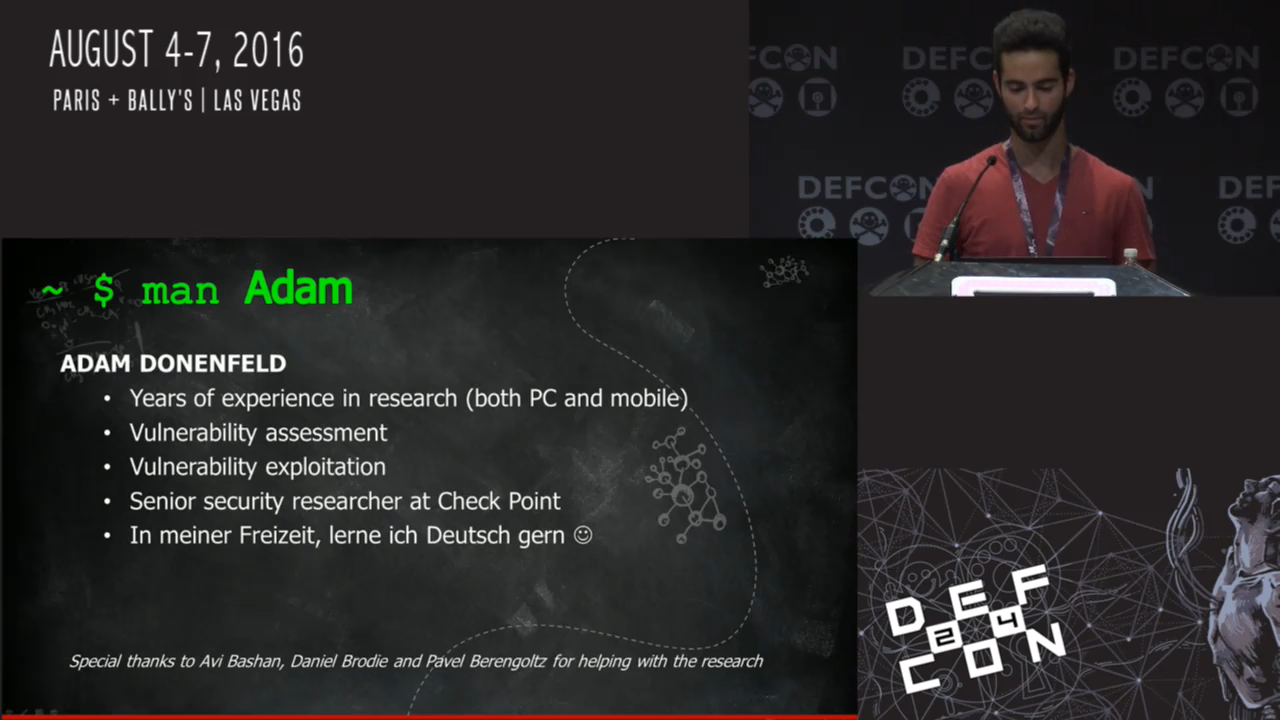 AUGUST 4-7, 2016
PARIS + BALLY'S | LAS VEGAS
DEFCON DEFCON
DEFCON
DEF
~ $ man Adam
ADAM DONENFELD
• Years of experience in research (both PC and mobile)
• Vulnerability assessment
• Vulnerability exploitation
• Senior security researcher at Check Point
• In meiner Freizeit, lerne ich Deutsch gern ☺
Special thanks to Avi Bashan, Daniel Brodie and Pavel Berengoltz for helping with the research
DEF
24
CON